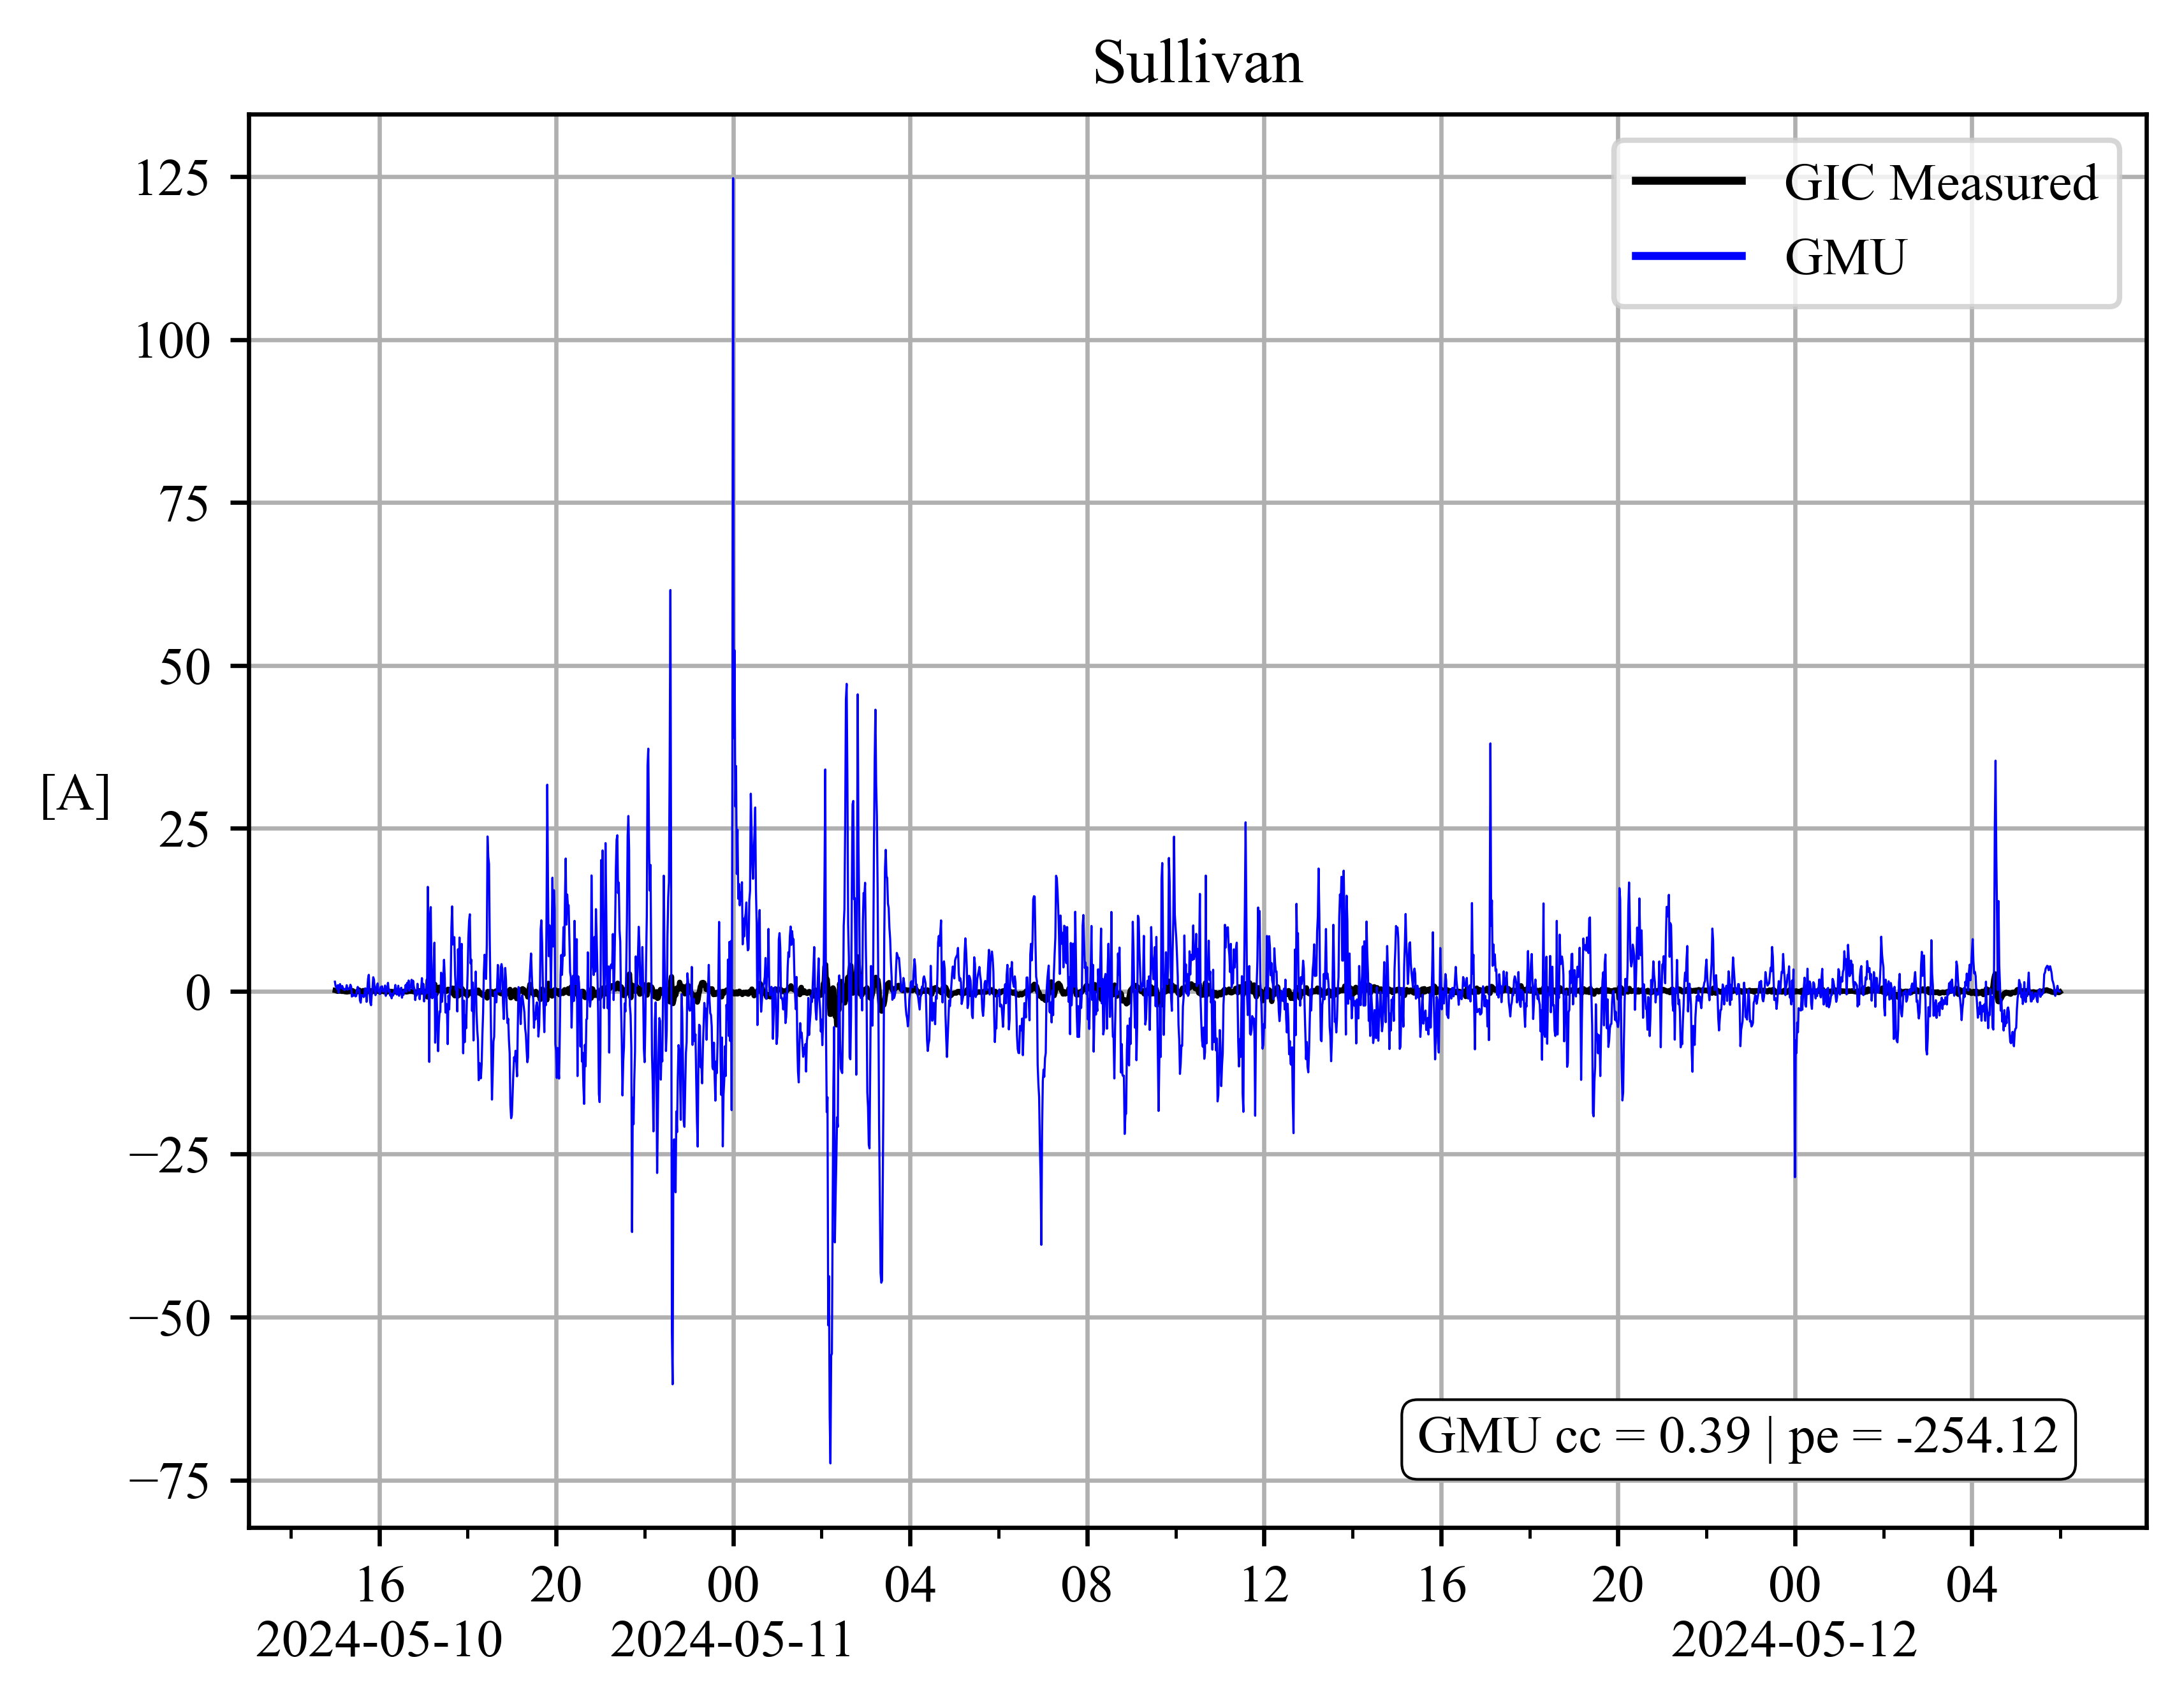 Sullivan
125
100
75
50
25
0
−25
−50
−75
[A]
GIC Measured
GMU
GMU cc = 0.39 | pe = -254.12
16 20 00 04 08 12 16 20 00 04
2024-05-10 2024-05-11 2024-05-12